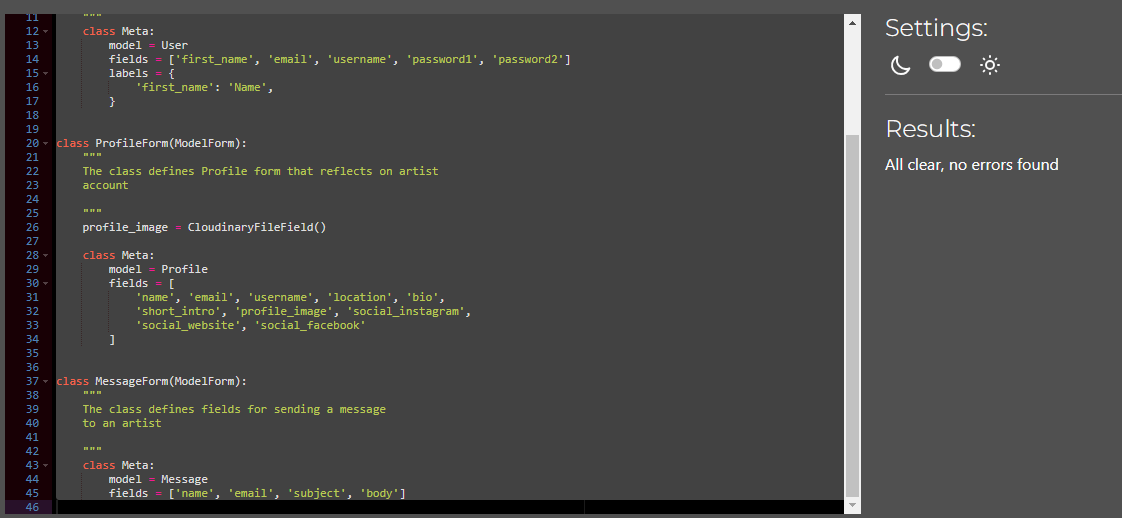 11     """
12     class Meta:
13         model = User
14         fields = ['first_name', 'email', 'username', 'password1', 'password2']
15         labels = {
16             'first_name': 'Name',
17         }
18
19
20 class ProfileForm(ModelForm):
21     """
22     The class defines Profile form that reflects on artist
23     account
24
25     """
26     profile_image = CloudinaryFileField()
27
28     class Meta:
29         model = Profile
30         fields = [
31             'name', 'email', 'username', 'location', 'bio',
32             'short_intro', 'profile_image', 'social_instagram',
33             'social_website', 'social_facebook'
34         ]
35
36
37 class MessageForm(ModelForm):
38     """
39     The class defines fields for sending a message
40     to an artist
41
42     """
43     class Meta:
44         model = Message
45         fields = ['name', 'email', 'subject', 'body']
46
Settings:
Results:
All clear, no errors found